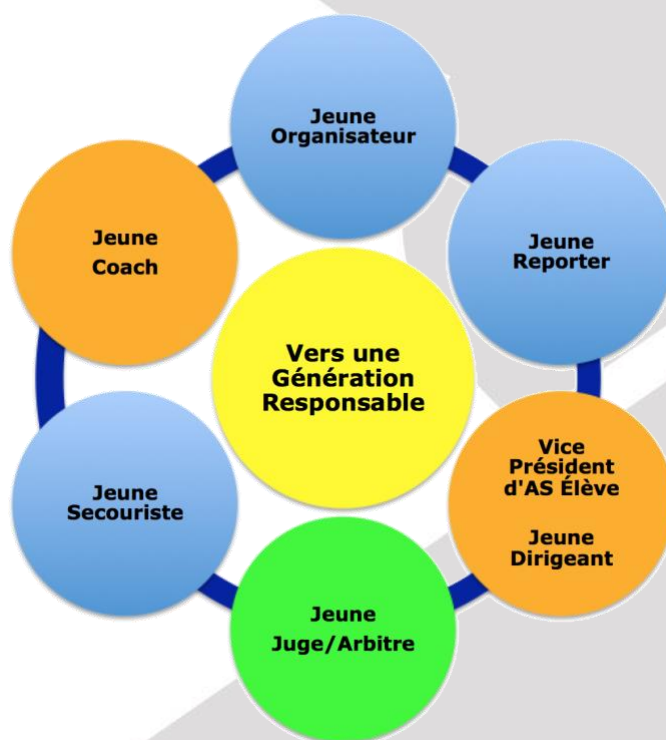 Jeune
Organisateur
Jeune
Coach
Jeune
Reporter
Vers une
Génération
Responsable
Vice
Président
d'AS Élève
Jeune
Dirigeant
Jeune
Secouriste
Jeune
Juge/Arbitre